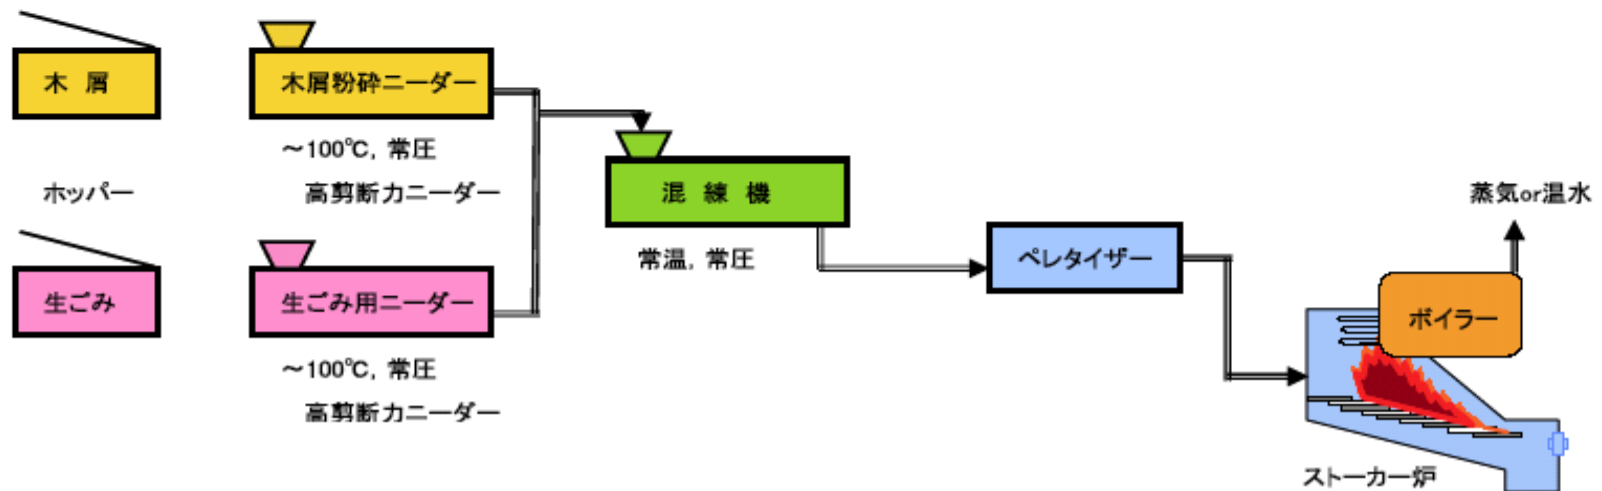 木 屑
木屑粉砕ニーダー
～100℃, 常圧
ホッパー
高剪断力ニーダー
混 練 機
蒸気or温水
常温, 常圧
ペレタイザー
生ごみ
生ごみ用ニーダー
ボイラー
～100℃, 常圧
高剪断力ニーダー
ストーカー炉